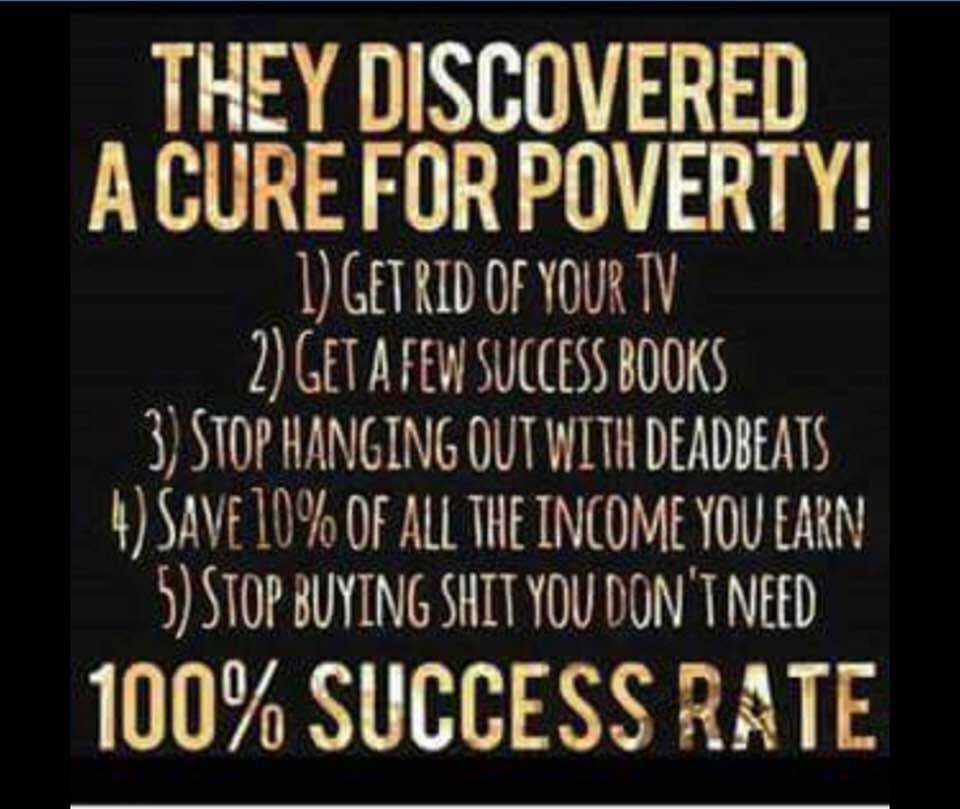 THEY DISCOVERED
A CURE FOR POVERTY!
1) GET RID OF YOUR TV
2) GET A FEW SUCCESS BOOKS
3) STOP HANGING OUT WITH DEADBEATS
4) SAVE 10% OF ALL THE INCOME YOU EARN
5) STOP BUYING SHIT YOU DON'T NEED
100% SUCCESS RATE